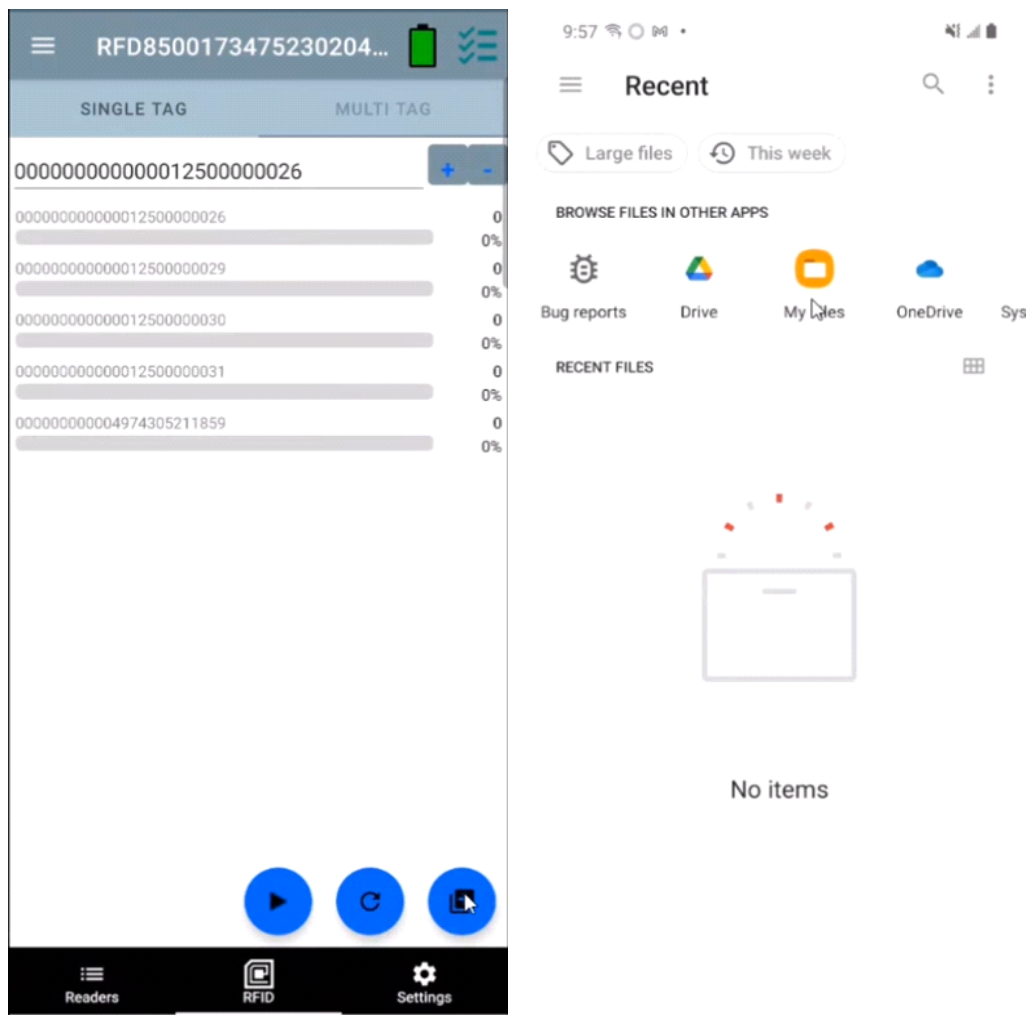 RFD8500173475230204...
SINGLE TAG
MULTI TAG
000000000000012500000026
+ -
000000000000012500000026
0
0%
000000000000012500000029
0
0%
000000000000012500000030
0
0%
000000000000012500000031
0
0%
000000000004974305211859
0
0%
Readers
RFID
Settings
9:57
Recent
Large files
This week
BROWSE FILES IN OTHER APPS
Bug reports
Drive
My files
OneDrive
Sys
RECENT FILES
No items